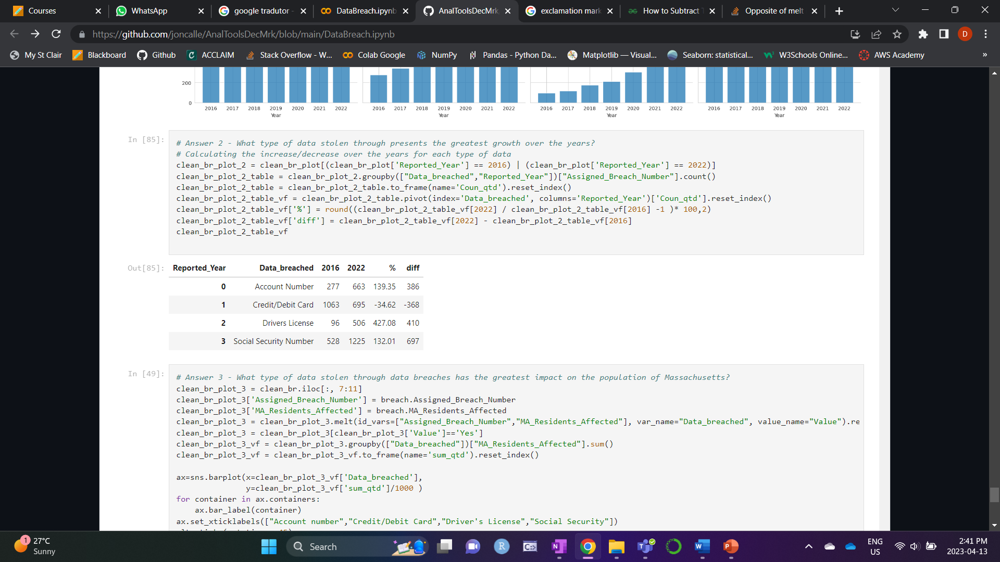 Courses
WhatsApp
google tradutor -
DataBreach.ipynb
AnalToolsDecMrk
exclamation mark
How to Subtract T
Opposite of melt
https://github.com/joncalle/AnalToolsDecMrk/blob/main/DataBreach.ipynb
D
My St Clair
Blackboard
Github
ACCLAIM
Stack Overflow - W...
Colab Google
NumPy
Pandas - Python Da...
Matplotlib — Visual...
Seaborn: statistical...
W3Schools Online...
AWS Academy
»
200
0
2016 2017 2018 2019 2020 2021 2022
Year
2016 2017 2018 2019 2020 2021 2022
Year
2016 2017 2018 2019 2020 2021 2022
Year
2016 2017 2018 2019 2020 2021 2022
Year
In [85]:
# Answer 2 - What type of data stolen through presents the greatest growth over the years?
# Calculating the increase/decrease over the years for each type of data
clean_br_plot_2 = clean_br_plot[(clean_br_plot['Reported_Year'] == 2016) | (clean_br_plot['Reported_Year'] == 2022)]
clean_br_plot_2_table = clean_br_plot_2.groupby(["Data_breached","Reported_Year"])["Assigned_Breach_Number"].count()
clean_br_plot_2_table = clean_br_plot_2_table.to_frame(name='Coun_qtd').reset_index()
clean_br_plot_2_table_vf = clean_br_plot_2_table.pivot(index='Data_breached', columns='Reported_Year')['Coun_qtd'].reset_index()
clean_br_plot_2_table_vf['%'] = round((clean_br_plot_2_table_vf[2022] / clean_br_plot_2_table_vf[2016] -1 )* 100,2)
clean_br_plot_2_table_vf['diff'] = clean_br_plot_2_table_vf[2022] - clean_br_plot_2_table_vf[2016]
clean_br_plot_2_table_vf
Out[85]:
Reported_Year Data_breached 2016 2022 % diff
0 Account Number 277 663 139.35 386
1 Credit/Debit Card 1063 695 -34.62 -368
2 Drivers License 96 506 427.08 410
3 Social Security Number 528 1225 132.01 697
In [49]:
# Answer 3 - What type of data stolen through data breaches has the greatest impact on the population of Massachusetts?
clean_br_plot_3 = clean_br.iloc[:, 7:11]
clean_br_plot_3['Assigned_Breach_Number'] = breach.Assigned_Breach_Number
clean_br_plot_3['MA_Residents_Affected'] = breach.MA_Residents_Affected
clean_br_plot_3 = clean_br_plot_3.melt(id_vars=["Assigned_Breach_Number","MA_Residents_Affected"], var_name="Data_breached", value_name="Value").re
clean_br_plot_3 = clean_br_plot_3[clean_br_plot_3['Value']=='Yes']
clean_br_plot_3_vf = clean_br_plot_3.groupby(["Data_breached"])["MA_Residents_Affected"].sum()
clean_br_plot_3_vf = clean_br_plot_3_vf.to_frame(name='sum_qtd').reset_index()
ax=sns.barplot(x=clean_br_plot_3_vf['Data_breached'],
y=clean_br_plot_3_vf['sum_qtd']/1000 )
for container in ax.containers:
ax.bar_label(container)
ax.set_xticklabels(["Account number","Credit/Debit Card","Driver's License","Social Security"])
1
27°C
Sunny
Search
ENG
US
2:41 PM
2023-04-13